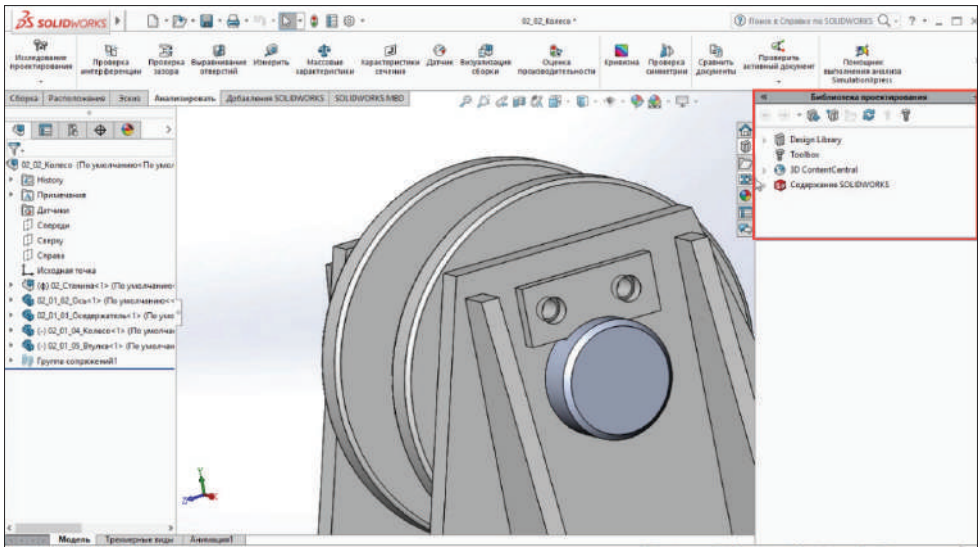 SOLIDWORKS
02_02_Колесо *
Поиск в Справке по SOLIDWORKS
Исследование проектирования
Проверка интерференции
Проверка зазора
Выравнивание отверстий
Измерить
Массовые характеристики
Характеристики сечения
Датчик
Визуализация сборки
Оценка производительности
Кривизна
Проверка симметрии
Сравнить документы
Проверить активный документ
Помощник выполнения анализа SimulationXpress
Сборка
Расположение
Эскиз
Анализировать
Добавления SOLIDWORKS
SOLIDWORKS MBD
Библиотека проектирования
Design Library
Toolbox
3D ContentCentral
Содержание SOLIDWORKS
02_02_Колесо (По умолчанию<По умол
History
Примечания
Датчики
Спереди
Сверху
Справа
Исходная точка
(ф) 02_Станина<1> (По умолчанию
02_01_02_Ось<1> (По умолчанию<<
02_01_01_Оседержатель<1> (По умо
(-) 02_01_04_Колесо<1> (По умолчан
(-) 02_01_05_Втулка<1> (По умолчан
Группа сопряжений1
Модель
Трехмерные виды
Анимация1